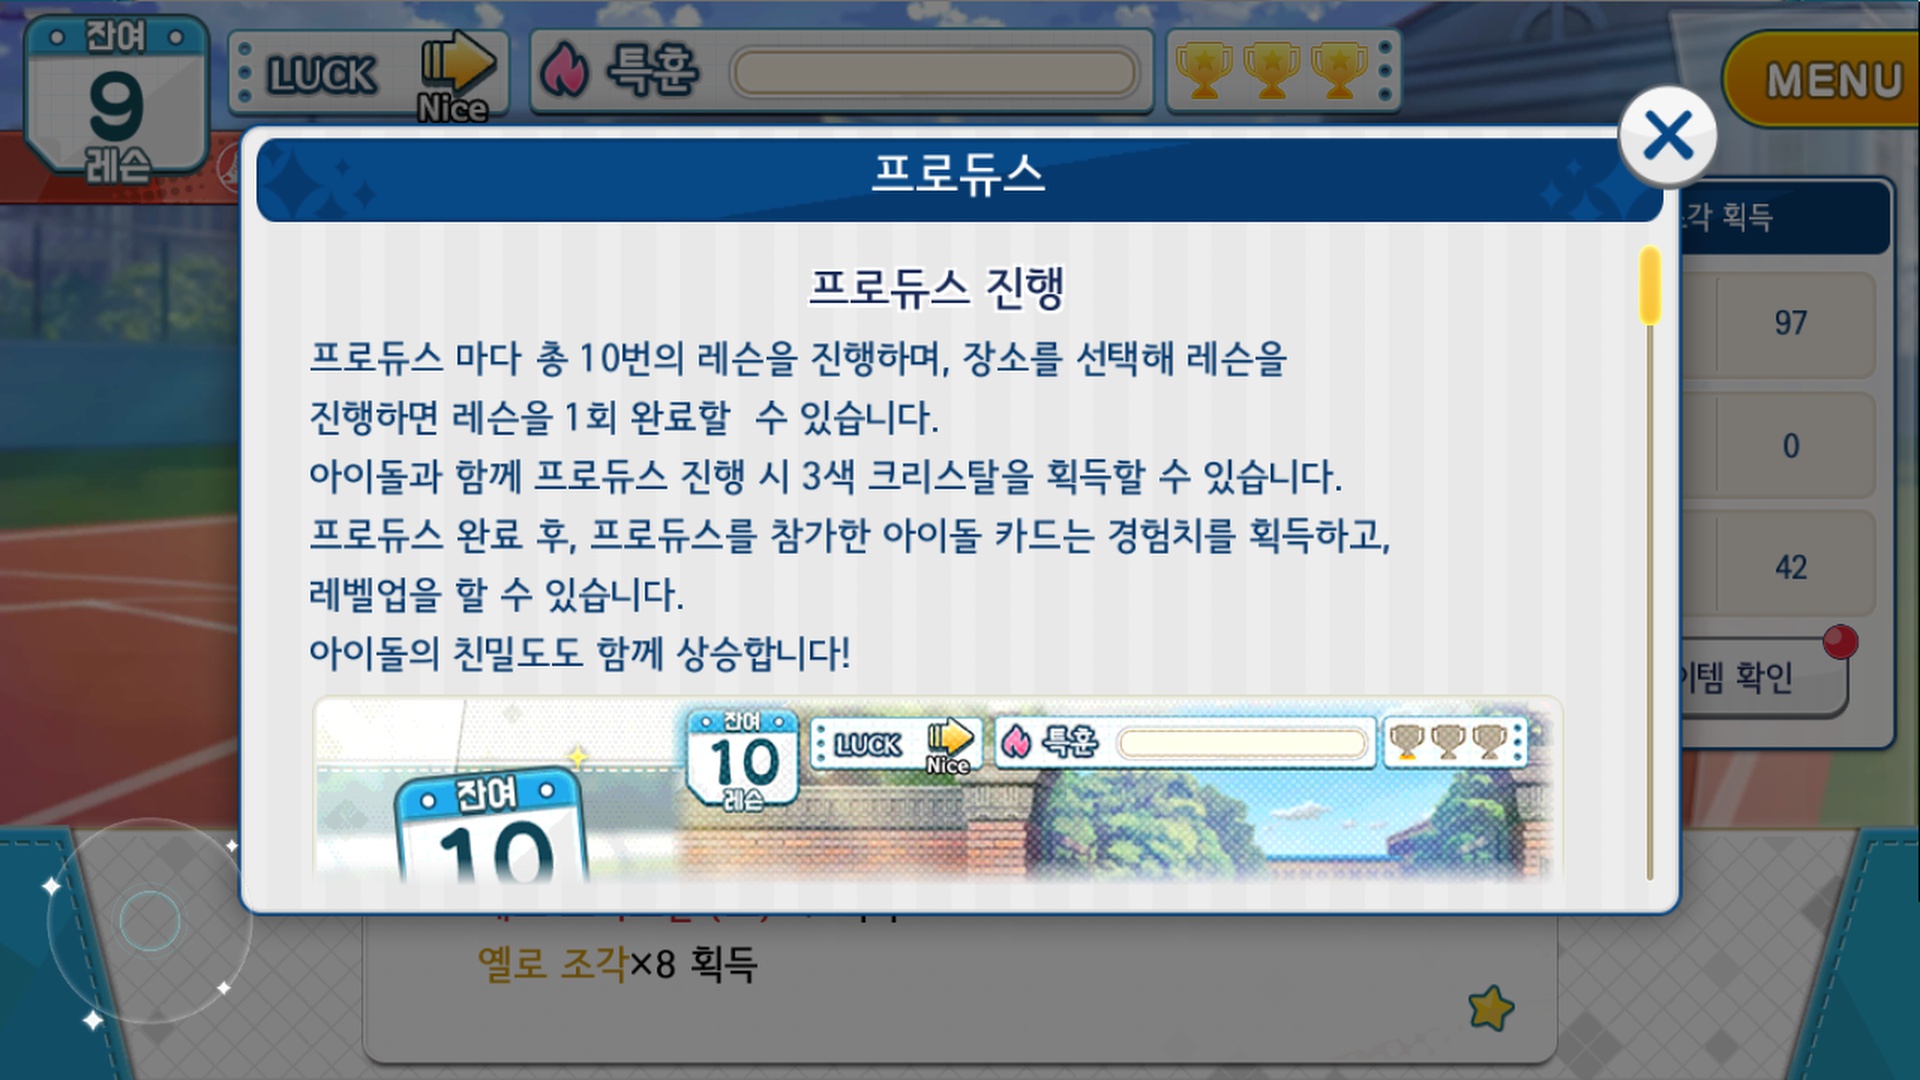 잔여
9
레슨
LUCK
Nice
특훈
MENU
프로듀스
각 획득
97
0
42
이템 확인
프로듀스 진행
프로듀스 마다 총 10번의 레슨을 진행하며, 장소를 선택해 레슨을
진행하면 레슨을 1회 완료할 수 있습니다.
아이돌과 함께 프로듀스 진행 시 3색 크리스탈을 획득할 수 있습니다.
프로듀스 완료 후, 프로듀스를 참가한 아이돌 카드는 경험치를 획득하고,
레벨업을 할 수 있습니다.
아이돌의 친밀도도 함께 상승합니다!
잔여
10
레슨
LUCK
Nice
특훈
잔여
10
옐로 조각×8 획득